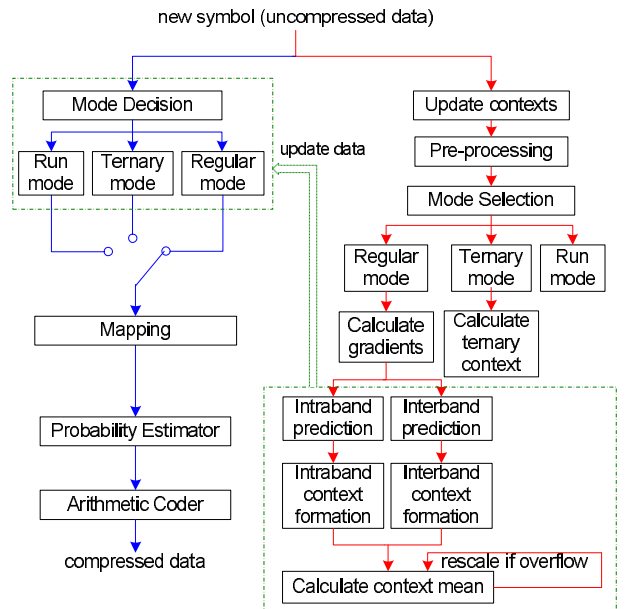 new symbol (uncompressed data)
Mode Decision
Run
mode
Ternary
mode
Regular
mode
update data
Mapping
Probability Estimator
Arithmetic Coder
compressed data
Update contexts
Pre-processing
Mode Selection
Regular
mode
Ternary
mode
Run
mode
Calculate
gradients
Calculate
ternary
context
Intraband
prediction
Interband
prediction
Intraband
context
formation
Interband
context
formation
rescale if overflow
Calculate context mean